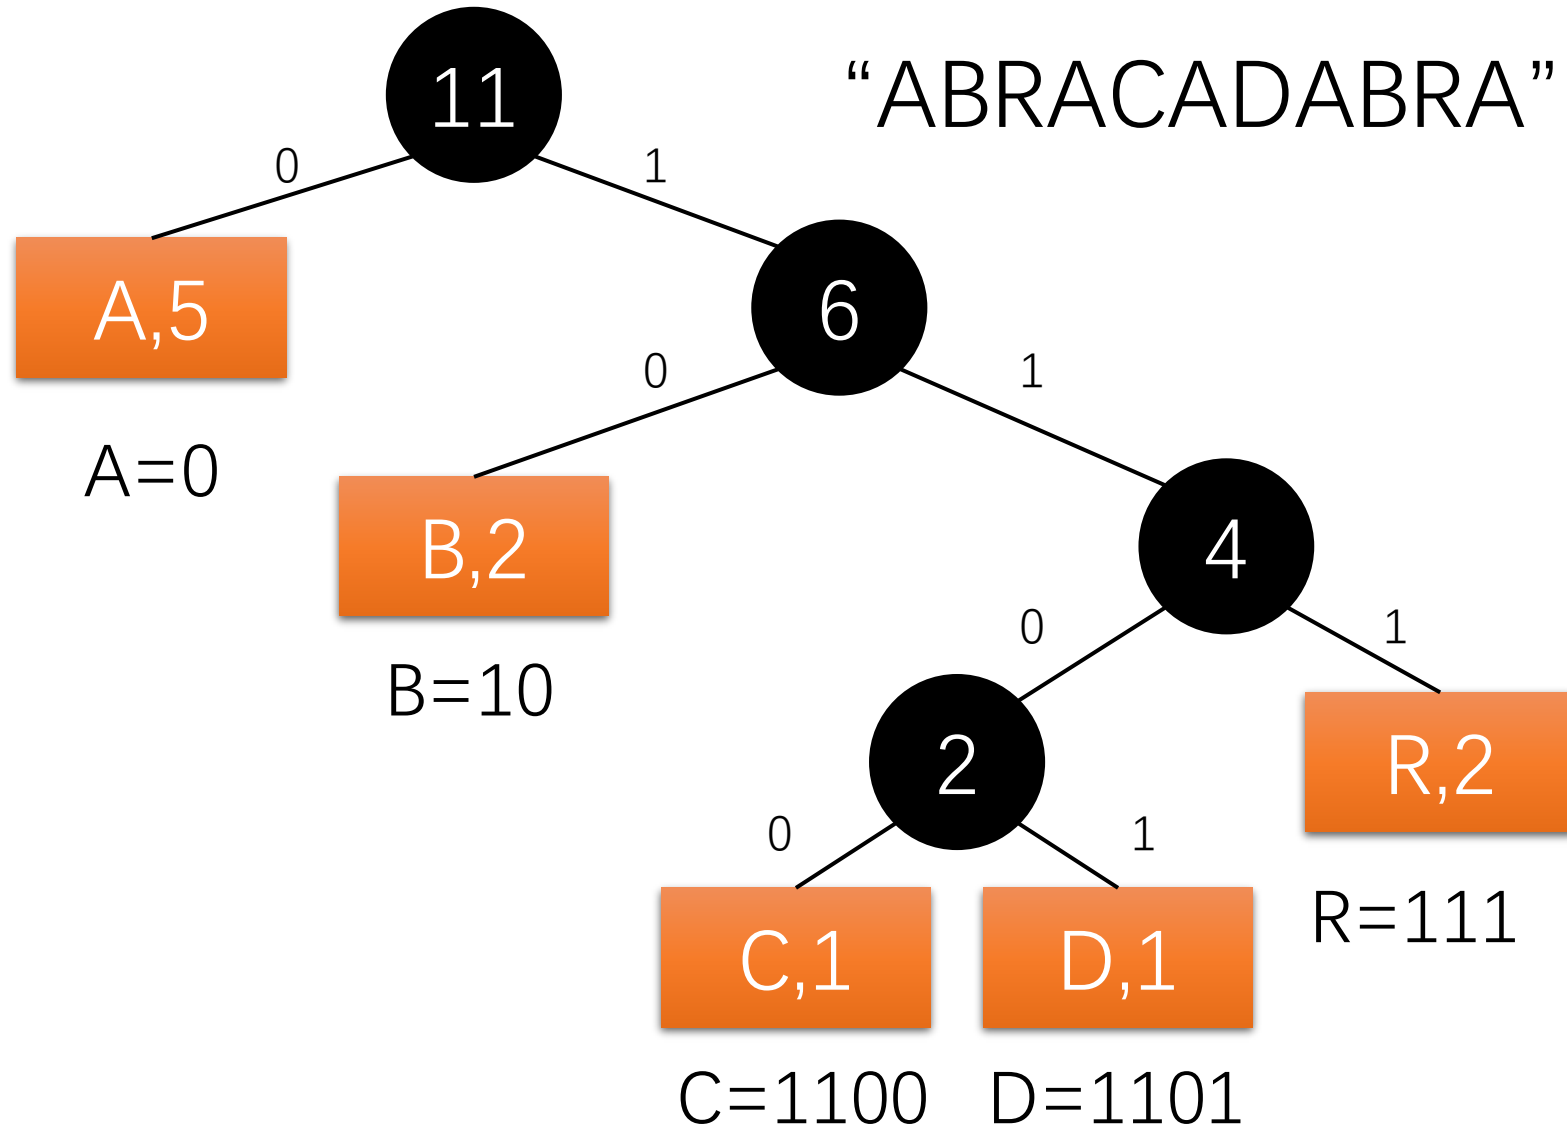 11
“ABRACADABRA”
0
1
A,5
6
0
1
A=0
B,2
4
0
1
B=10
2
R,2
0
1
C,1
D,1
R=111
C=1100
D=1101